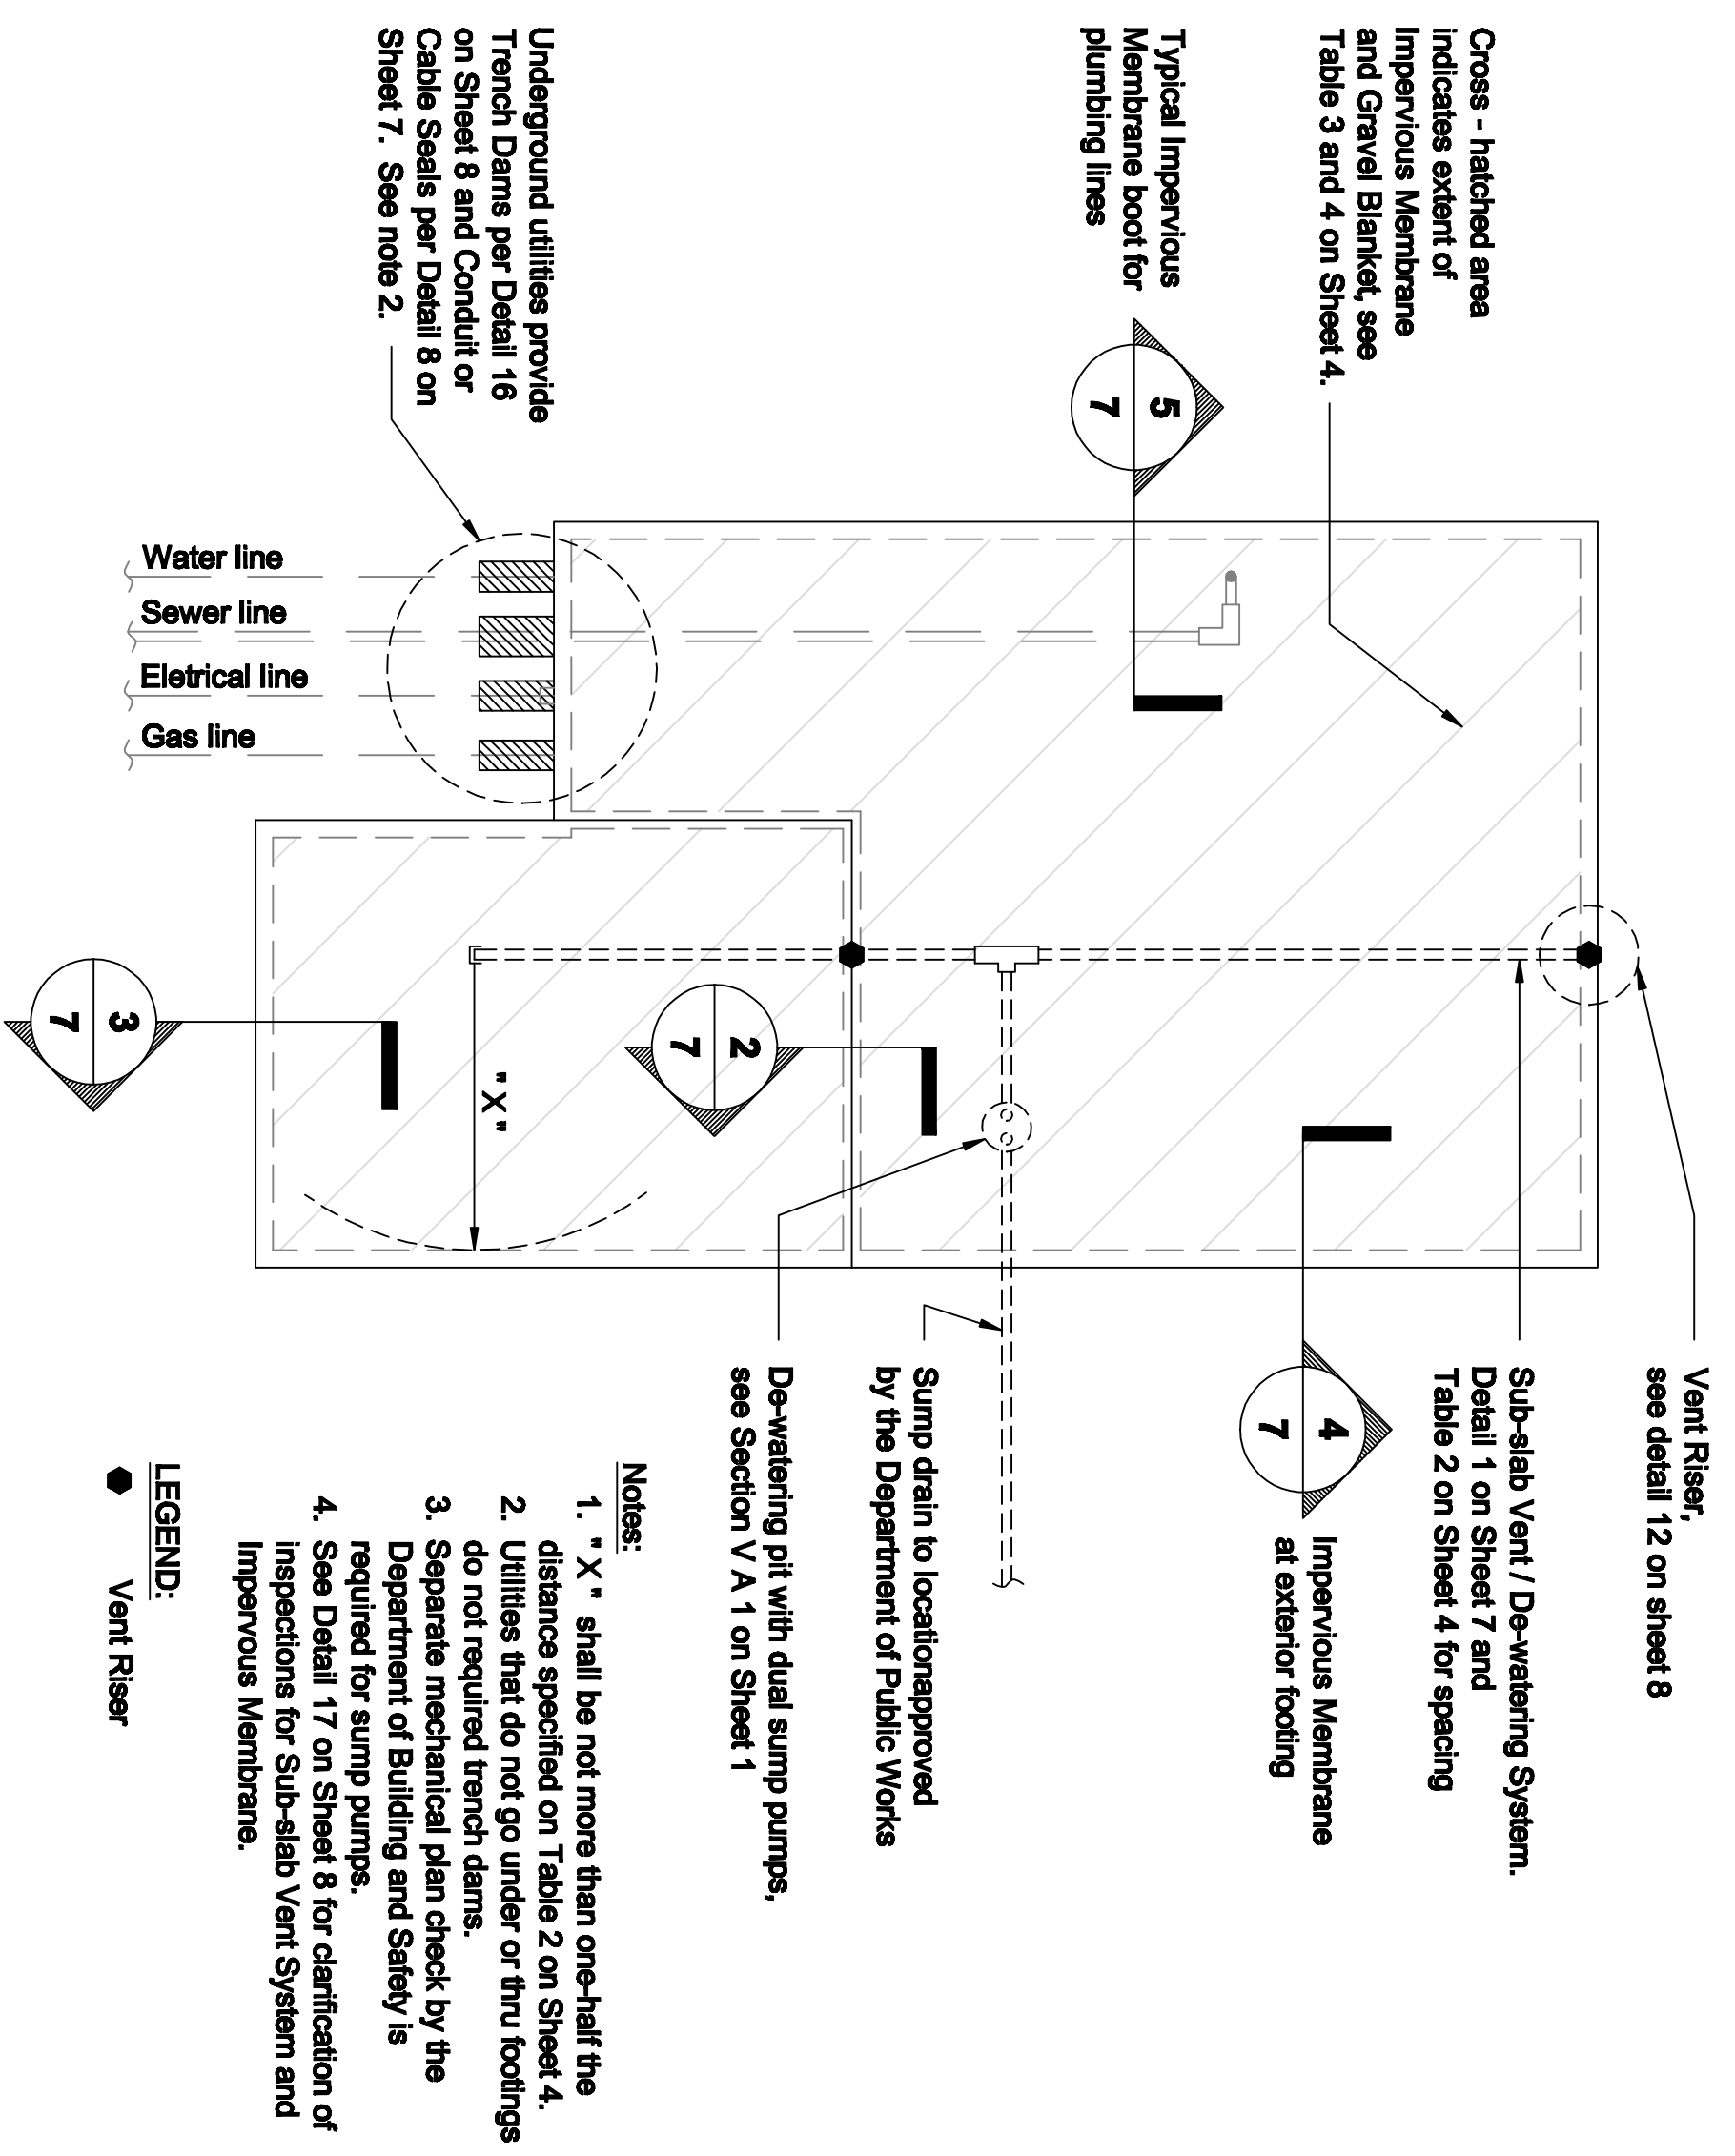 Vent Riser,
see detail 12 on sheet 8
Sub-slab Vent / De-watering System.
Detail 1 on Sheet 7 and
Table 2 on Sheet 4 for spacing
Impervious Membrane
at exterior footing
4
7
Sump drain to locationapproved
by the Department of Public Works
De-watering pit with dual sump pumps,
see Section V A 1 on Sheet 1
Cross - hatched area
indicates extent of
Impervious Membrane
and Gravel Blanket, see
Table 3 and 4 on Sheet 4.
Typical Impervious
Membrane boot for
plumbing lines
5
7
Underground utilities provide
Trench Dams per Detail 16
on Sheet 8 and Conduit or
Cable Seals per Detail 8 on
Sheet 7. See note 2.
Water line
Sewer line
Eletrical line
Gas line
2
7
" X "
3
7
Notes:
1. " X " shall be not more than one-half the
distance specified on Table 2 on Sheet 4.
2. Utilities that do not go under or thru footings
do not required trench dams.
3. Separate mechanical plan check by the
Department of Building and Safety is
required for sump pumps.
4. See Detail 17 on Sheet 8 for clarification of
inspections for Sub-slab Vent System and
Impervous Membrane.
LEGEND:
Vent Riser